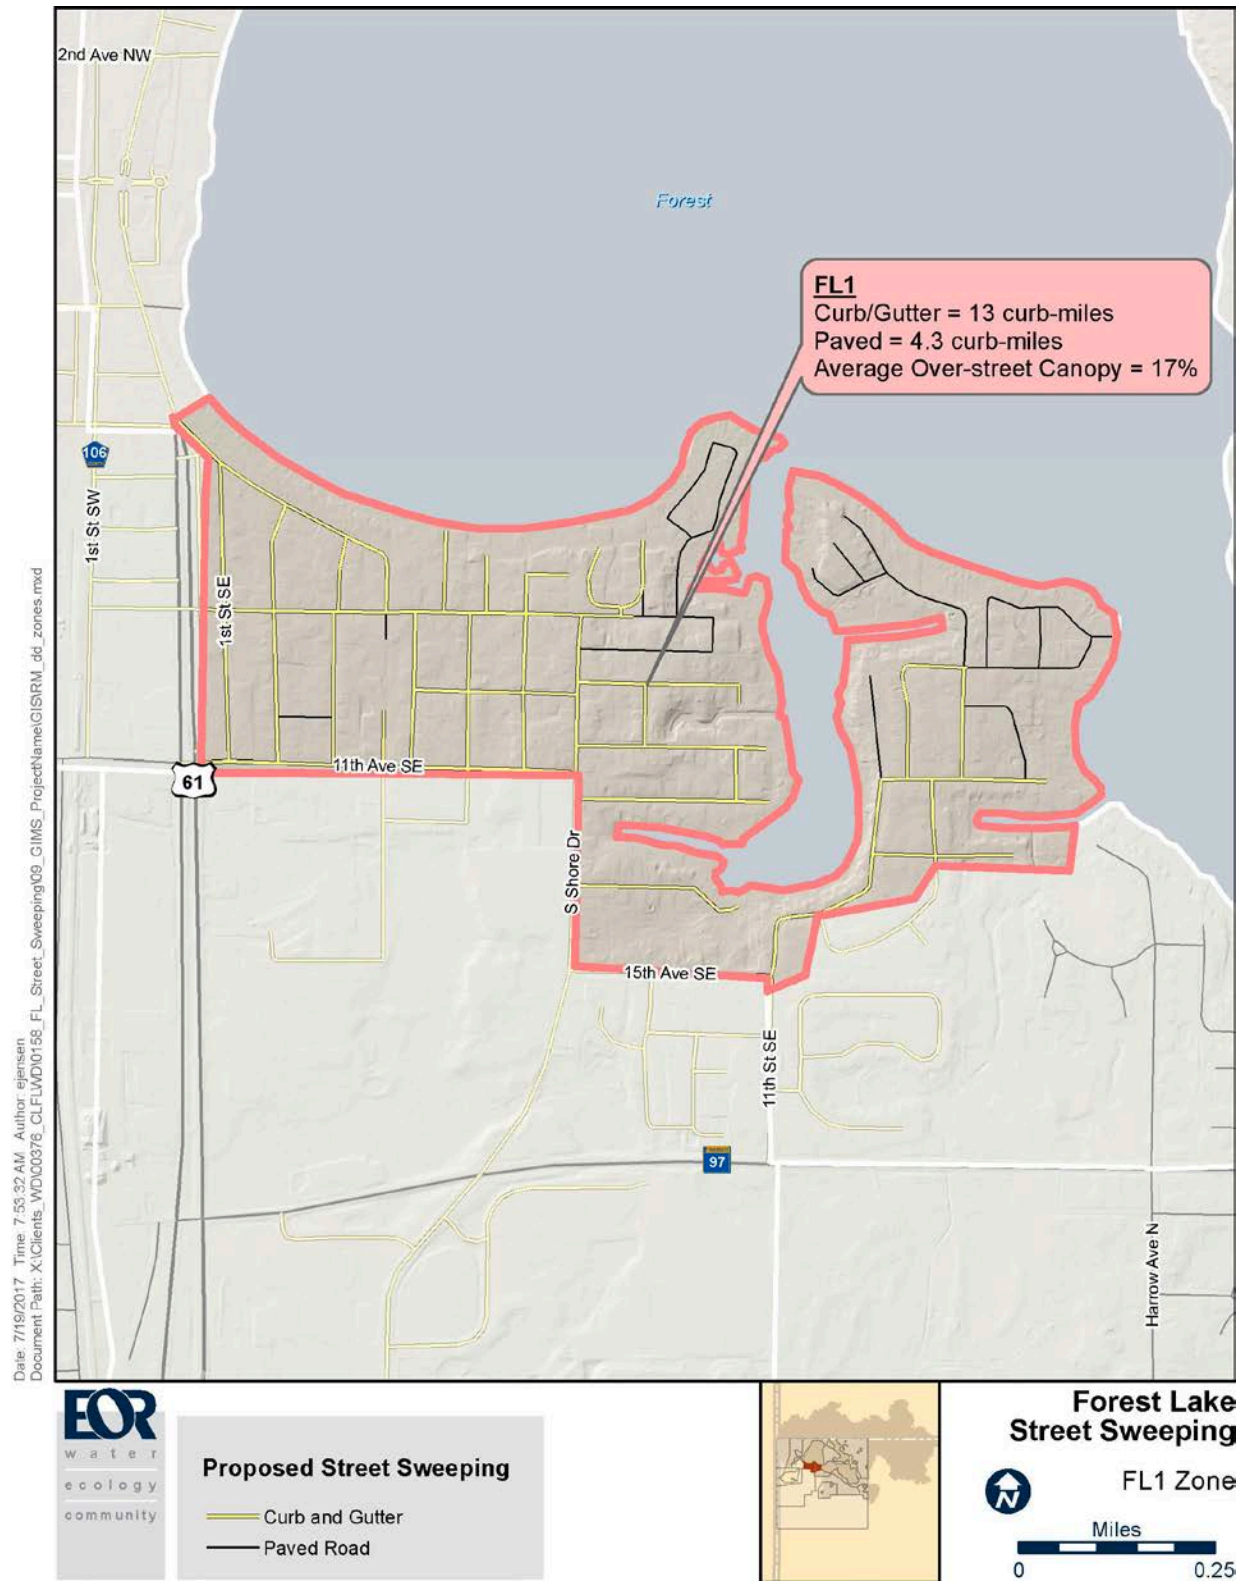 2nd Ave NW
Forest
FL1
Curb/Gutter = 13 curb-miles
Paved = 4.3 curb-miles
Average Over-street Canopy = 17%
106
1st St SW
1st St SE
11th Ave SE
61
S Shore Dr
15th Ave SE
11th St SE
97
Harrow Ave N
Date: 7/19/2017 Time: 7:53:32 AM Author: ejensen
Document Path: X:\Clients_WD\00376_CLFLWD\0158_FL_Street_Sweeping\09_GIMS_ProjectName\GIS\RM_dd_zones.mxd
EOR
water
ecology
community
Proposed Street Sweeping
Curb and Gutter
Paved Road
Forest Lake
Street Sweeping
N
FL1 Zone
Miles
0 0.25